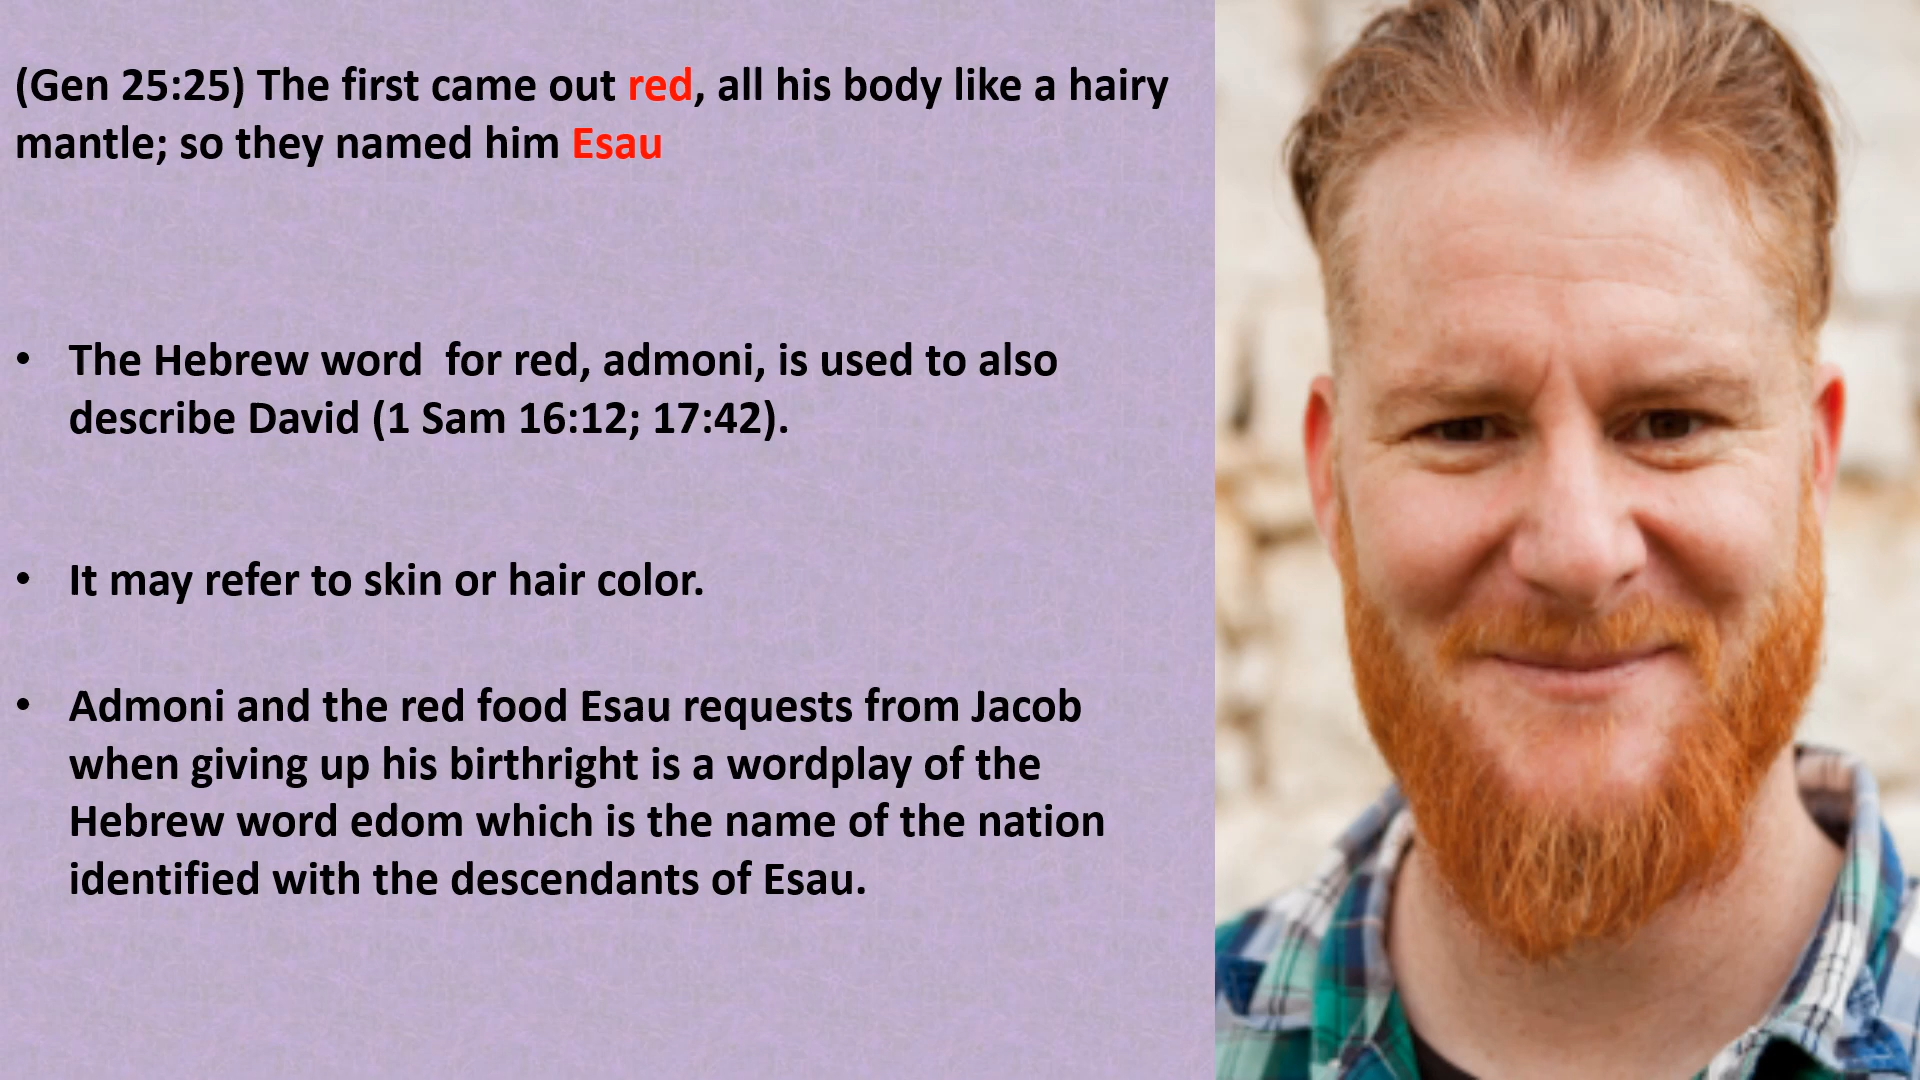 (Gen 25:25) The first came out red, all his body like a hairy
mantle; so they named him Esau
• The Hebrew word  for red, admoni, is used to also
describe David (1 Sam 16:12; 17:42).
• It may refer to skin or hair color.
• Admoni and the red food Esau requests from Jacob
when giving up his birthright is a wordplay of the
Hebrew word edom which is the name of the nation
identified with the descendants of Esau.